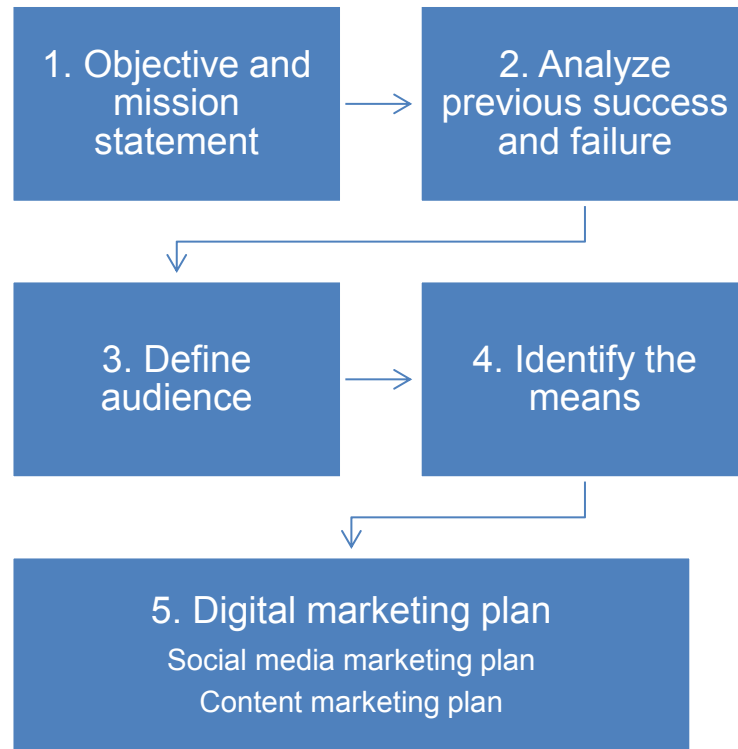 1. Objective and
mission
statement
2. Analyze
previous success
and failure
3. Define
audience
4. Identify the
means
5. Digital marketing plan
Social media marketing plan
Content marketing plan